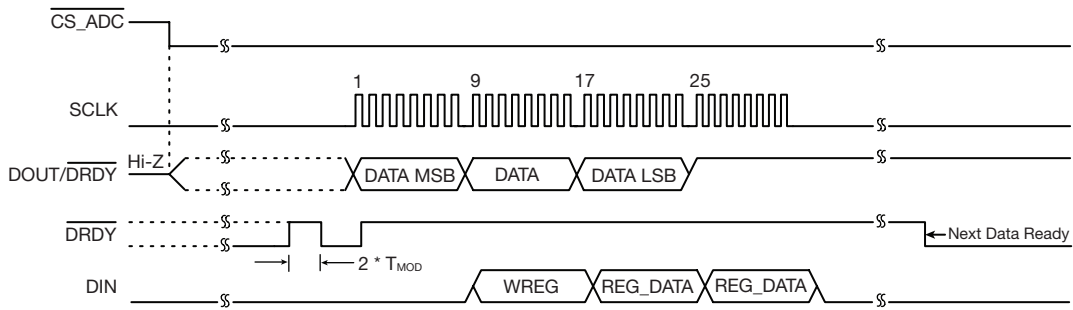 CS_ADC
1 9 17 25
SCLK
Hi-Z
DOUT/DRDY
DATA MSB DATA DATA LSB
DRDY
Next Data Ready
2 * TMOD
DIN
WREG REG_DATA REG_DATA